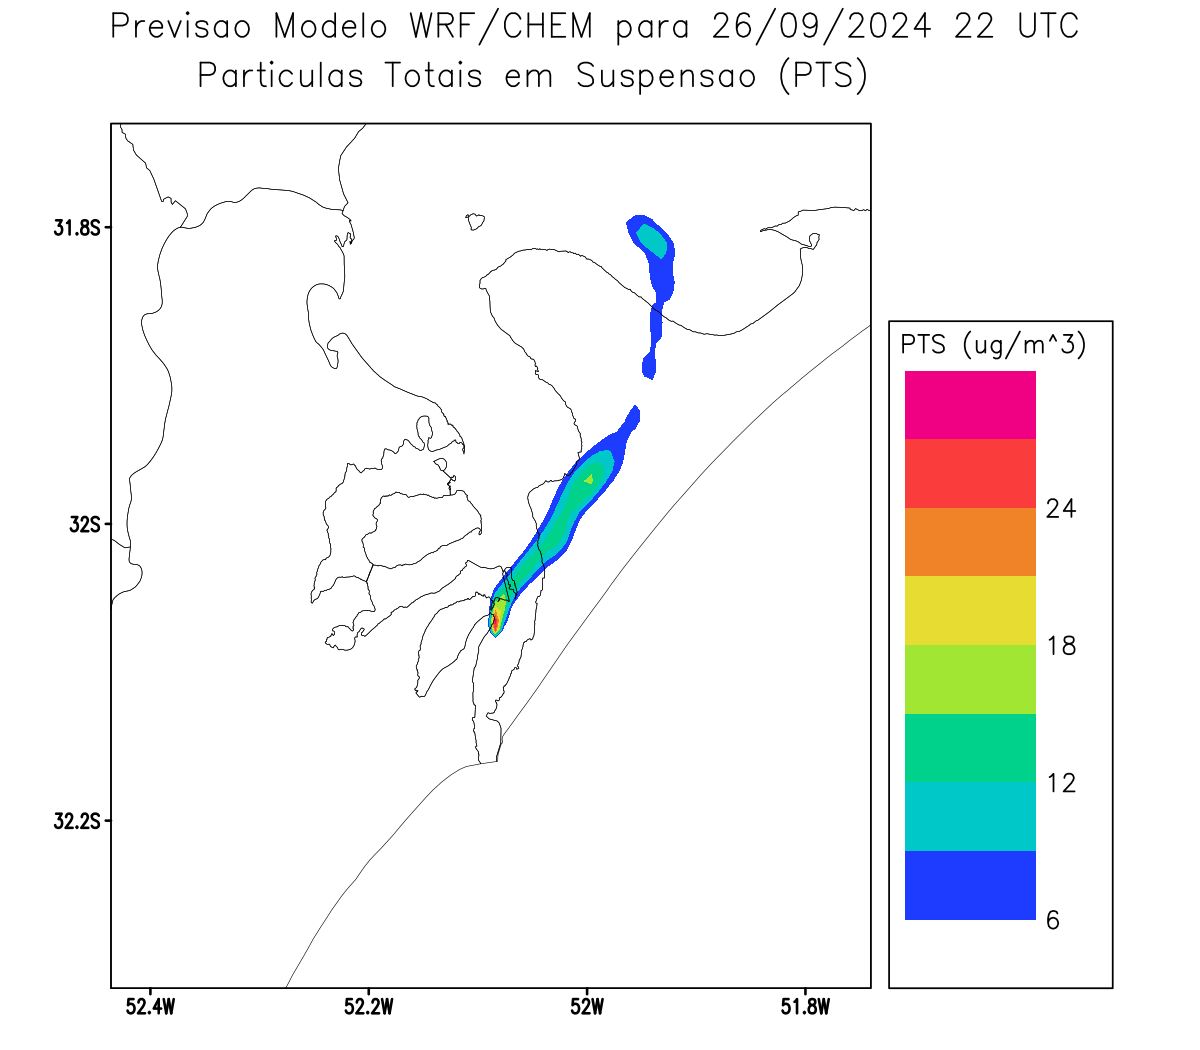 Previsao Modelo WRF/CHEM para 26/09/2024 22 UTC
Particulas Totais em Suspensao (PTS)
31.8S
32S
32.2S
52.4W
52.2W
52W
51.8W
PTS (ug/m^3)
24
18
12
6